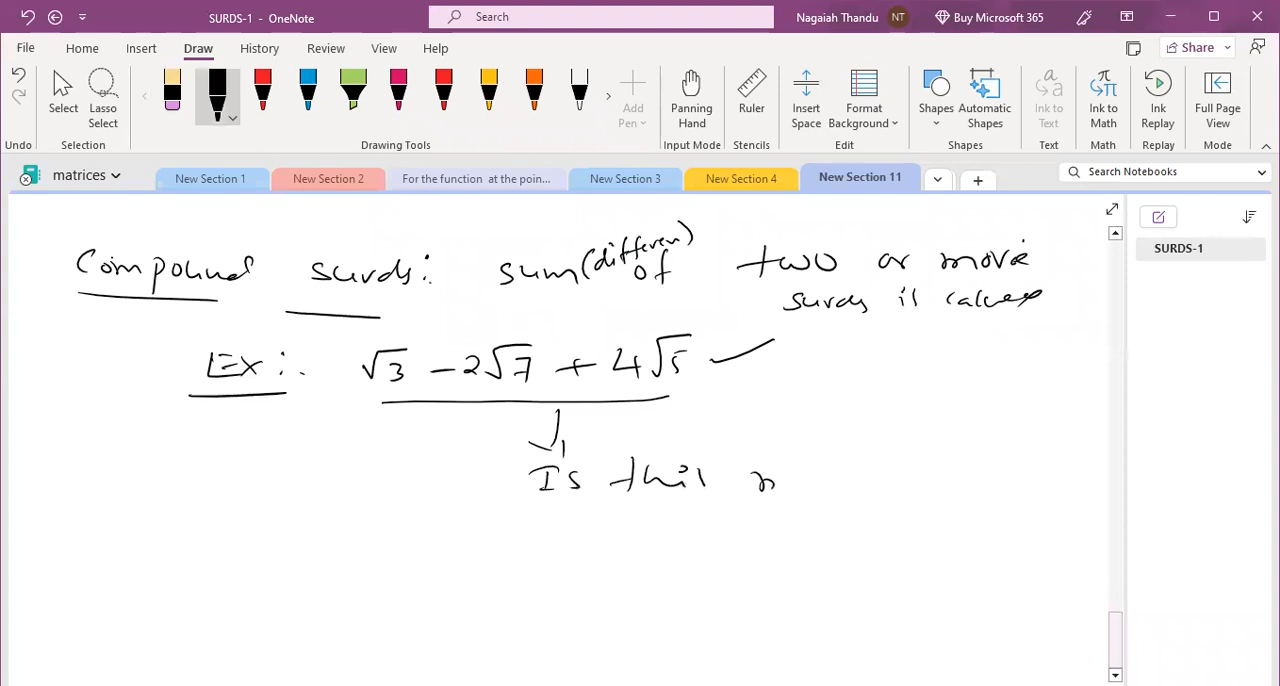 SURDS-1 - OneNote
Search
Nagaiah Thandu NT
Buy Microsoft 365
File Home Insert Draw History Review View Help
Share
Select
Lasso Select
Add Pen
Panning Hand
Ruler
Insert Space
Format Background
Shapes
Automatic Shapes
Ink to Text
Ink to Math
Ink Replay
Full Page View
Undo Selection Drawing Tools Input Mode Stencils Edit Shapes Text Math Replay Mode
matrices
New Section 1 New Section 2 For the function at the poin... New Section 3 New Section 4 New Section 11
Search Notebooks
SURDS-1
Compound surds: sum(differen) of two or more
surds is
Ex:. √3 - 2√7 + 4√5
Is this